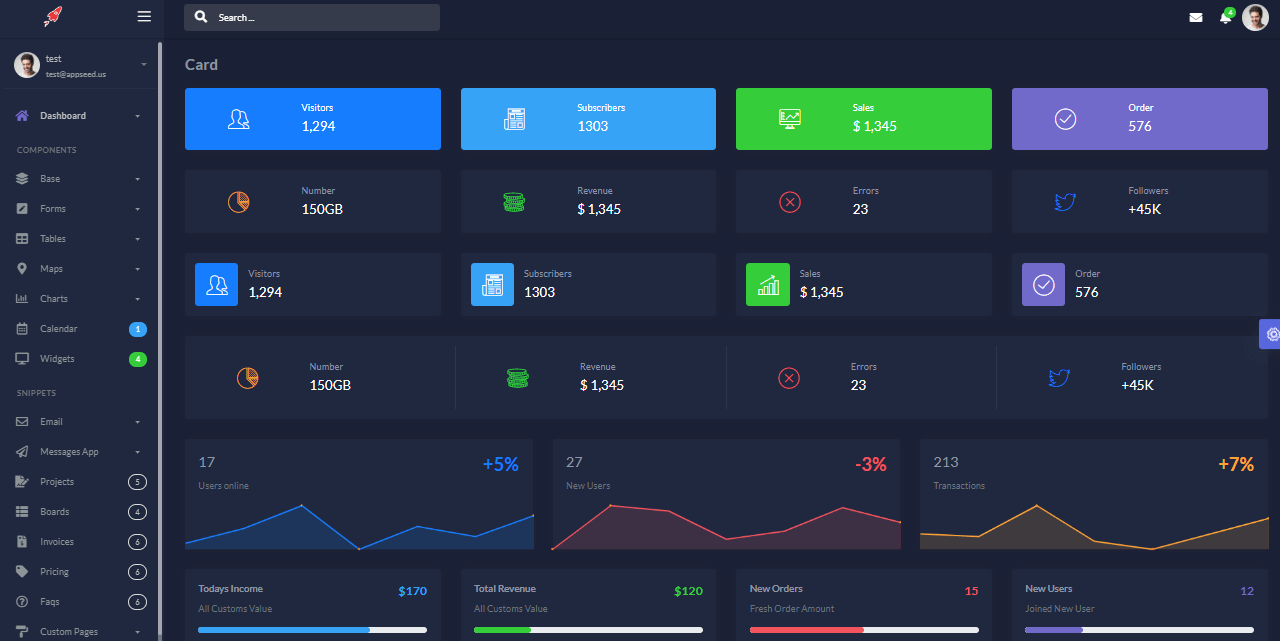 Search...
4
test
test@appseed.us
Dashboard
COMPONENTS
Base
Forms
Tables
Maps
Charts
Calendar 1
Widgets 4
SNIPPETS
Email
Messages App
Projects 5
Boards 4
Invoices 6
Pricing 6
Faqs 6
Custom Pages
Card
Visitors
1,294
Subscribers
1303
Sales
$ 1,345
Order
576
Number
150GB
Revenue
$ 1,345
Errors
23
Followers
+45K
Visitors
1,294
Subscribers
1303
Sales
$ 1,345
Order
576
Number
150GB
Revenue
$ 1,345
Errors
23
Followers
+45K
17 +5%
Users online
27 -3%
New Users
213 +7%
Transactions
Todays Income $170
All Customs Value
Total Revenue $120
All Customs Value
New Orders 15
Fresh Order Amount
New Users 12
Joined New User